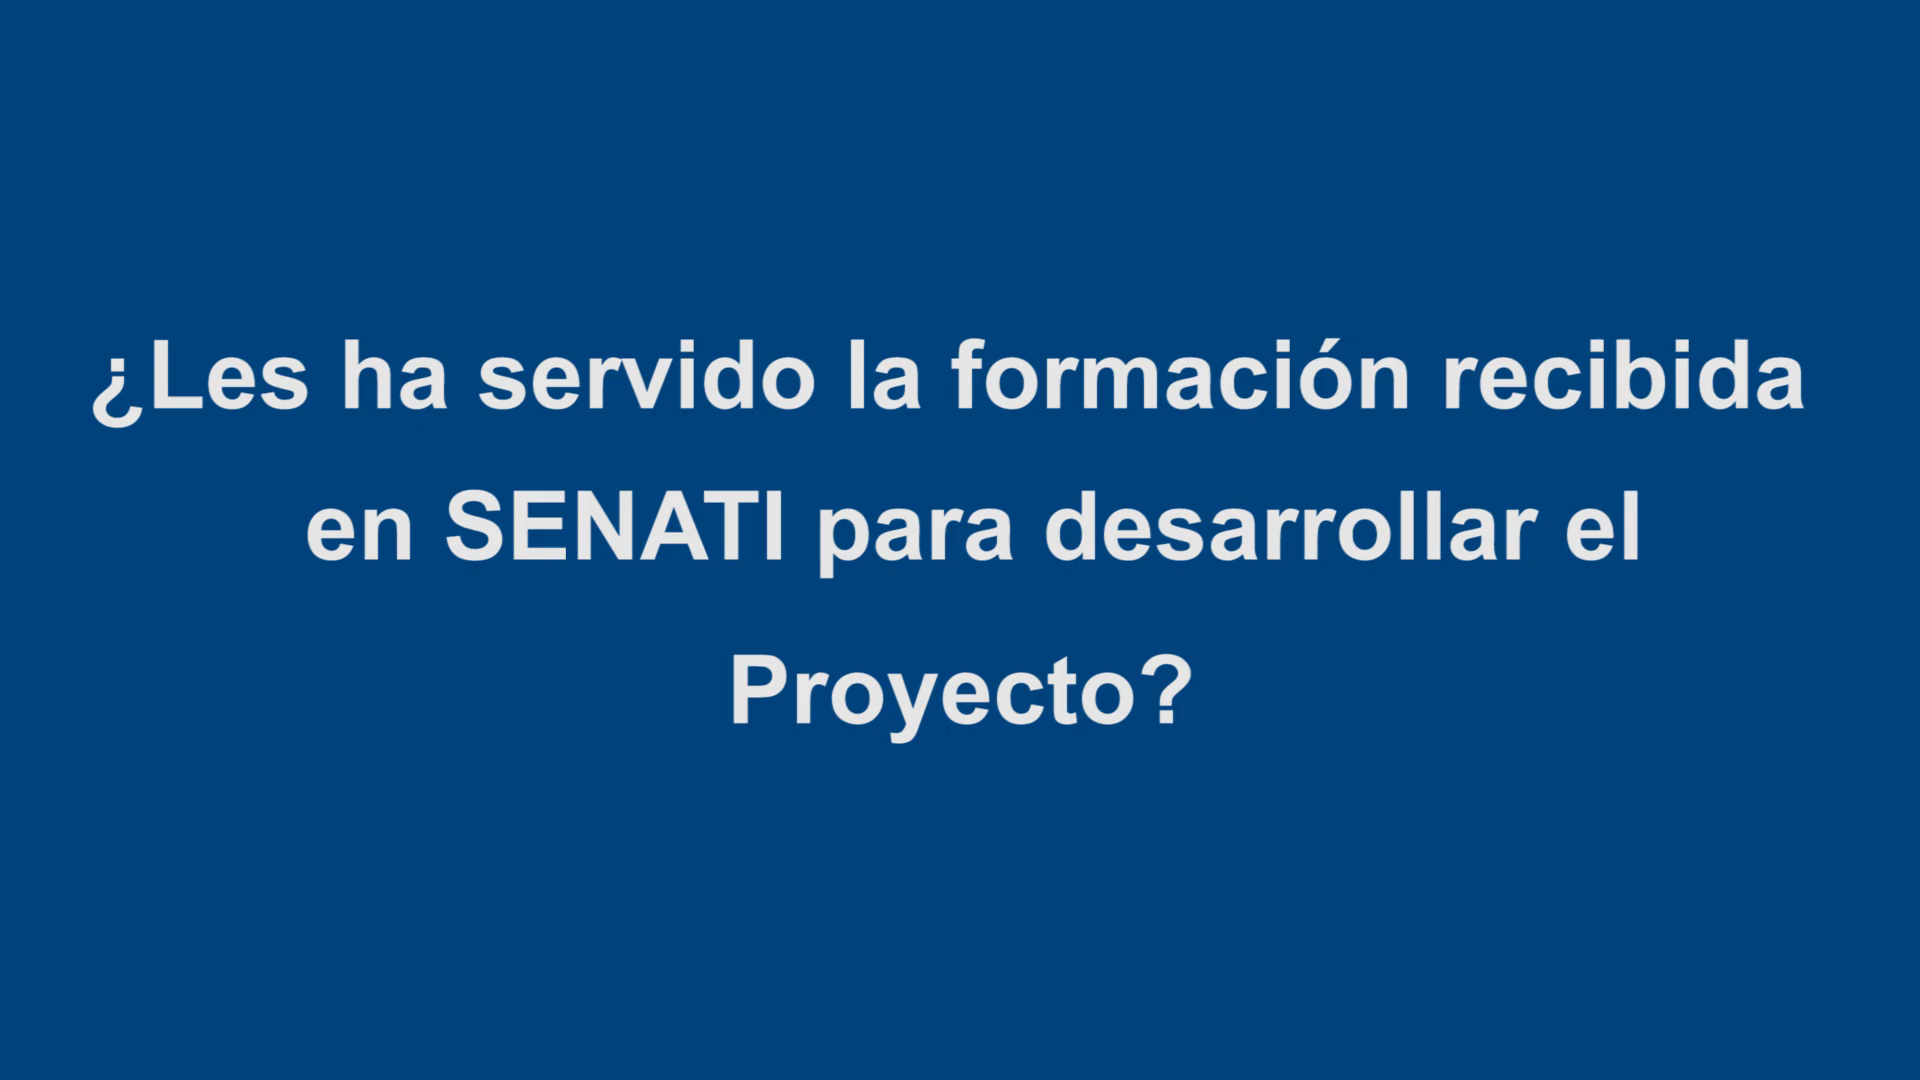 ¿Les ha servido la formación recibida
en SENATI para desarrollar el
Proyecto?